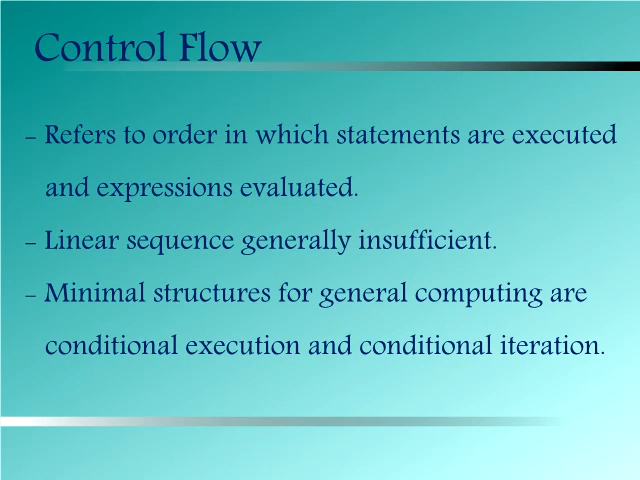 Control Flow
- Refers to order in which statements are executed
and expressions evaluated.
- Linear sequence generally insufficient.
- Minimal structures for general computing are
conditional execution and conditional iteration.